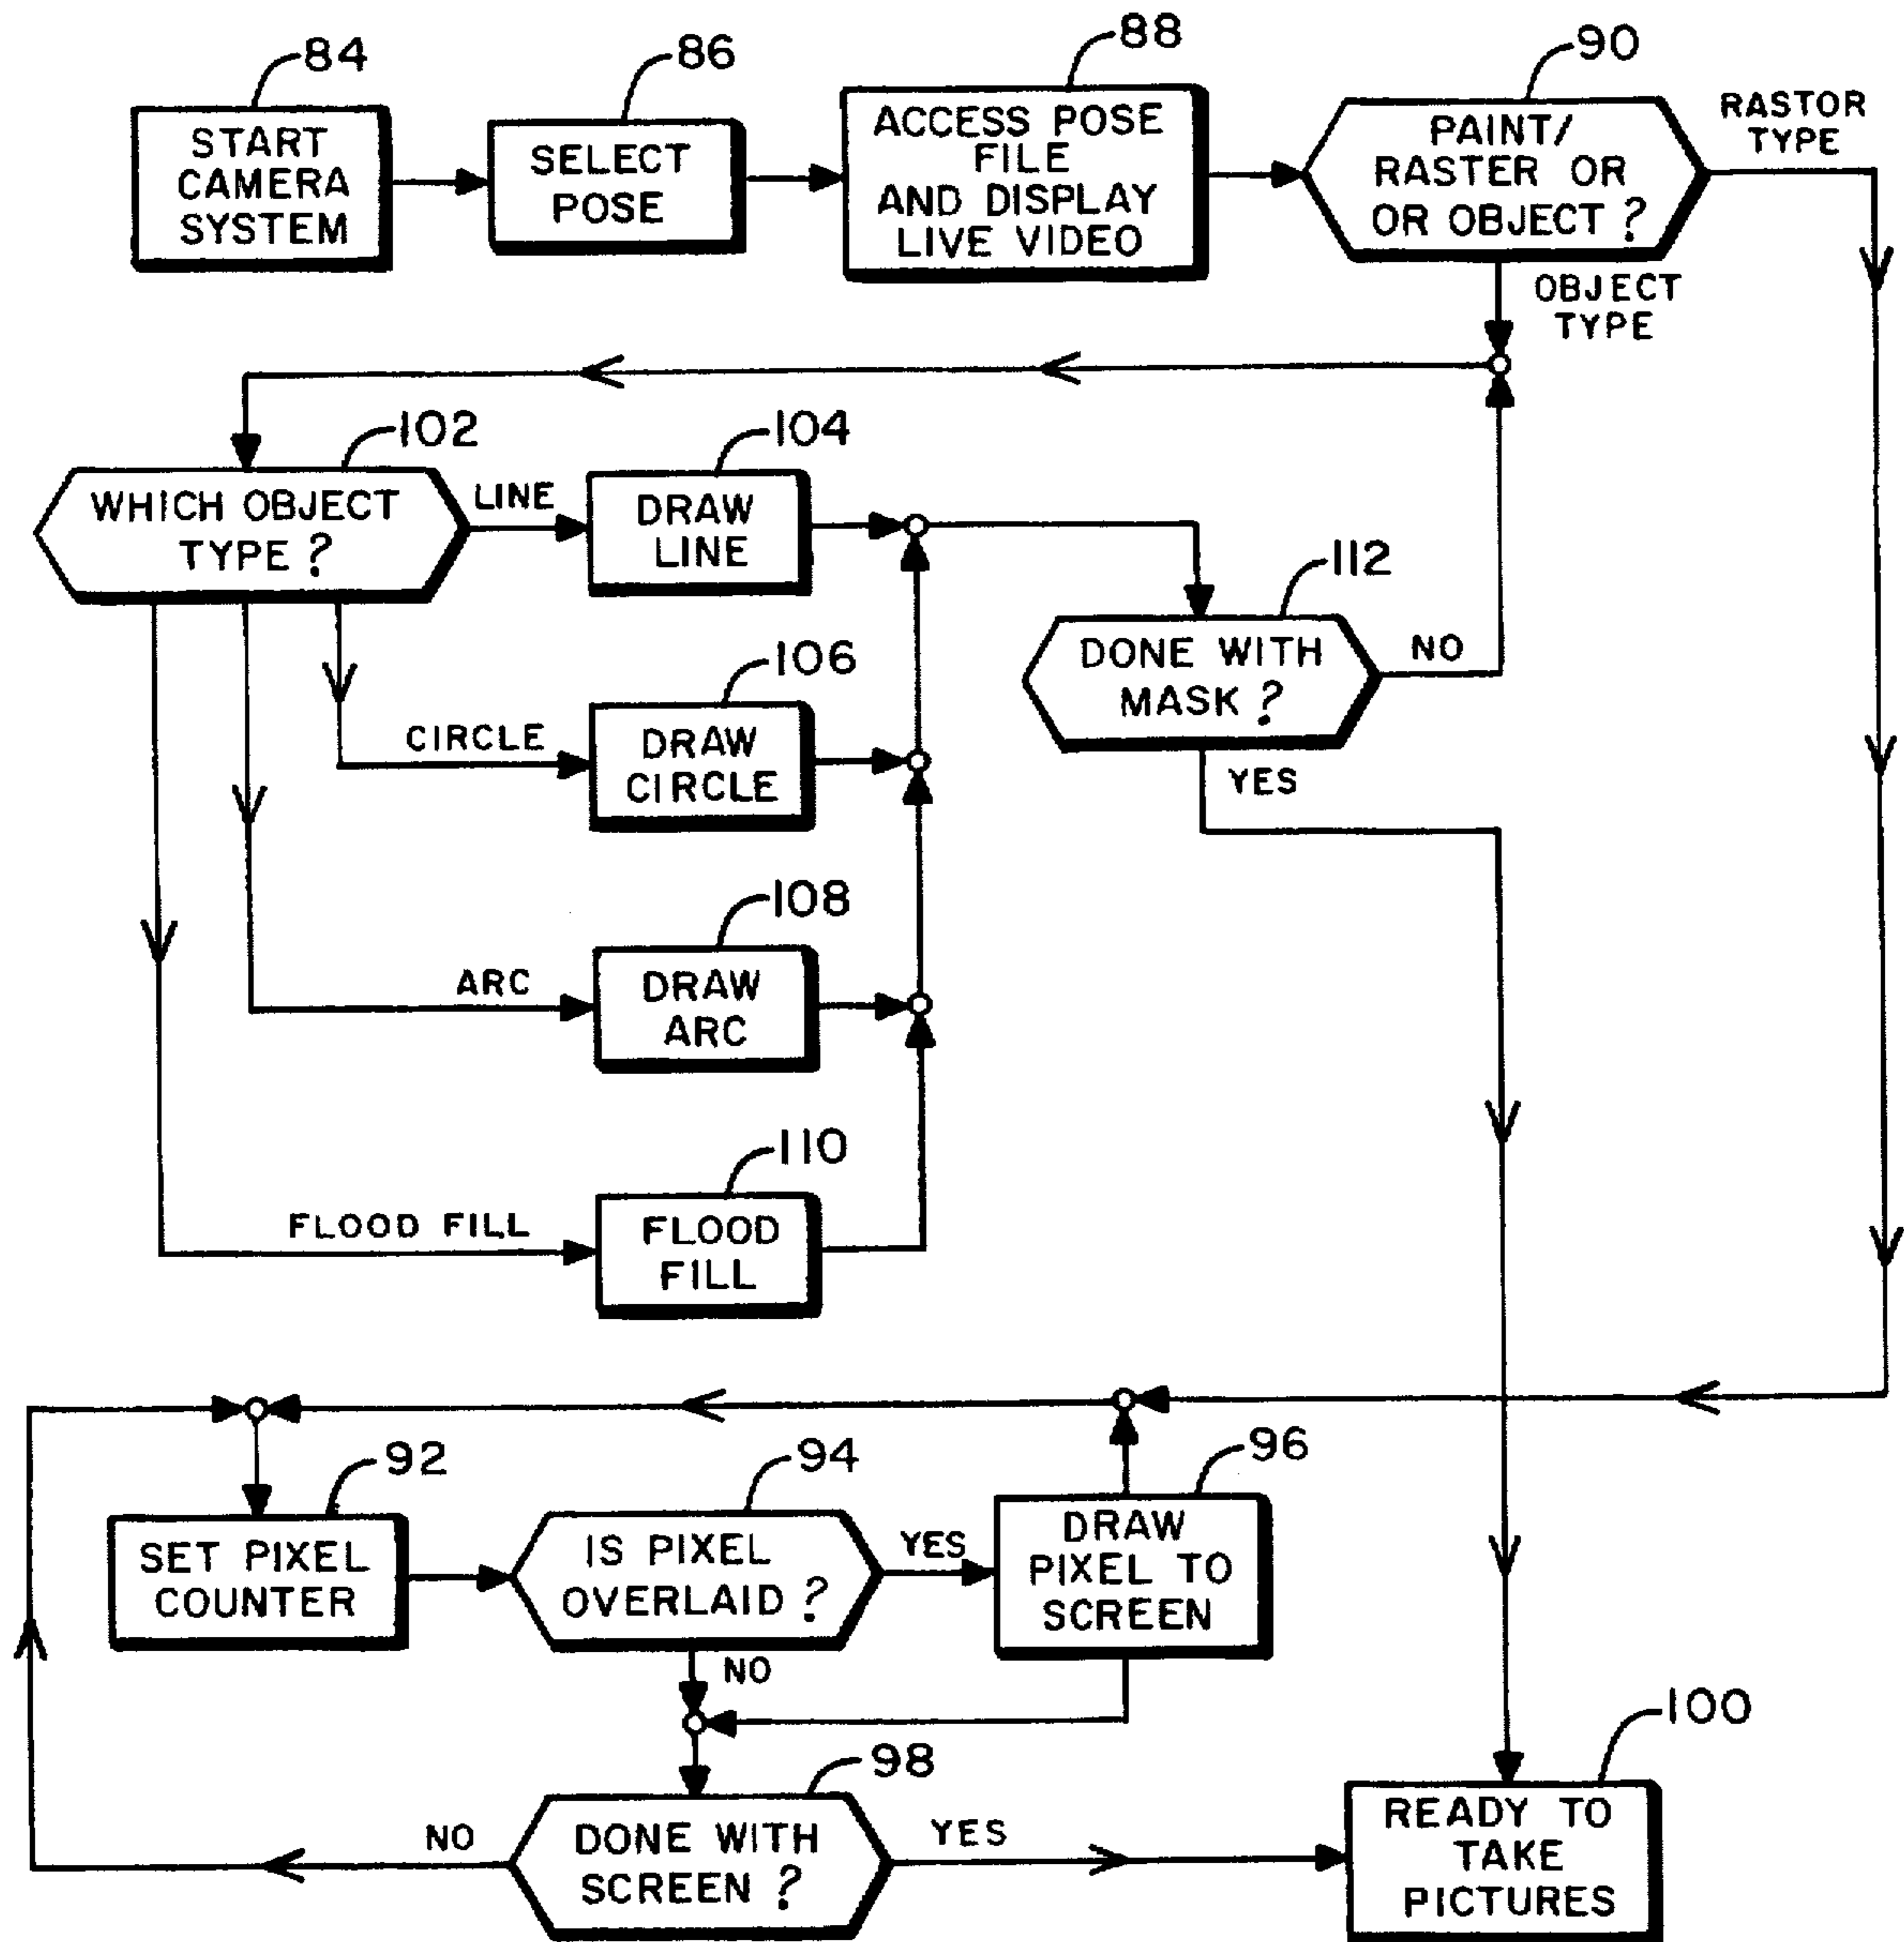 84
START
CAMERA
SYSTEM
86
SELECT
POSE
88
ACCESS POSE
FILE
AND DISPLAY
LIVE VIDEO
90
PAINT/
RASTER OR
OR OBJECT ?
RASTOR
TYPE
OBJECT
TYPE
102
WHICH OBJECT
TYPE ?
LINE
104
DRAW
LINE
112
DONE WITH
MASK ?
NO
YES
CIRCLE
106
DRAW
CIRCLE
ARC
108
DRAW
ARC
FLOOD FILL
110
FLOOD
FILL
92
SET PIXEL
COUNTER
94
IS PIXEL
OVERLAID ?
YES
NO
96
DRAW
PIXEL TO
SCREEN
98
DONE WITH
SCREEN ?
NO
YES
100
READY TO
TAKE
PICTURES